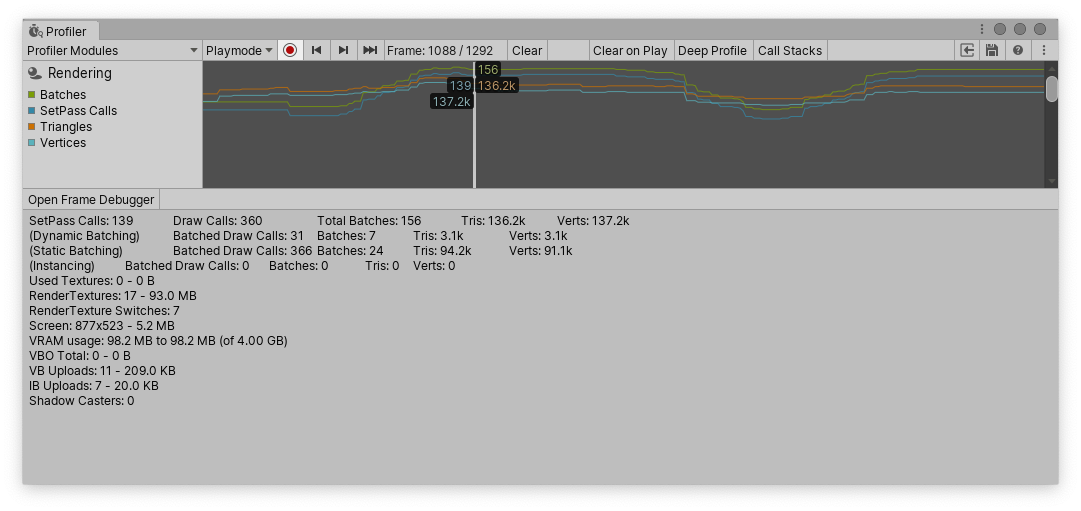 Profiler
Profiler Modules Playmode Frame: 1088 / 1292 Clear Clear on Play Deep Profile Call Stacks
Rendering
Batches
SetPass Calls
Triangles
Vertices
156
139 136.2k
137.2k
Open Frame Debugger
SetPass Calls: 139 Draw Calls: 360 Total Batches: 156 Tris: 136.2k Verts: 137.2k
(Dynamic Batching) Batched Draw Calls: 31 Batches: 7 Tris: 3.1k Verts: 3.1k
(Static Batching) Batched Draw Calls: 366 Batches: 24 Tris: 94.2k Verts: 91.1k
(Instancing) Batched Draw Calls: 0 Batches: 0 Tris: 0 Verts: 0
Used Textures: 0 - 0 B
RenderTextures: 17 - 93.0 MB
RenderTexture Switches: 7
Screen: 877x523 - 5.2 MB
VRAM usage: 98.2 MB to 98.2 MB (of 4.00 GB)
VBO Total: 0 - 0 B
VB Uploads: 11 - 209.0 KB
IB Uploads: 7 - 20.0 KB
Shadow Casters: 0